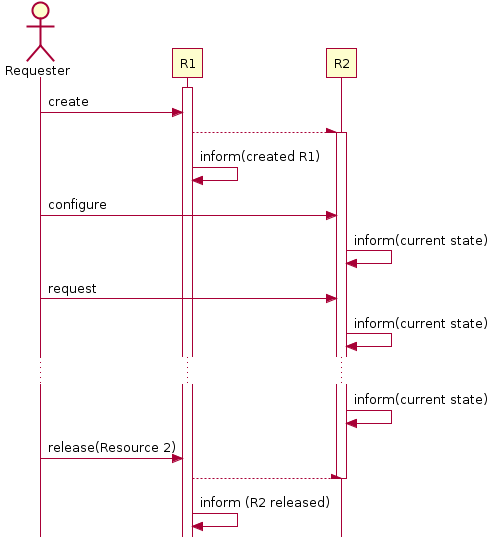 Requester
R1
R2
create
inform(created R1)
configure
inform(current state)
request
inform(current state)
inform(current state)
release(Resource 2)
inform (R2 released)